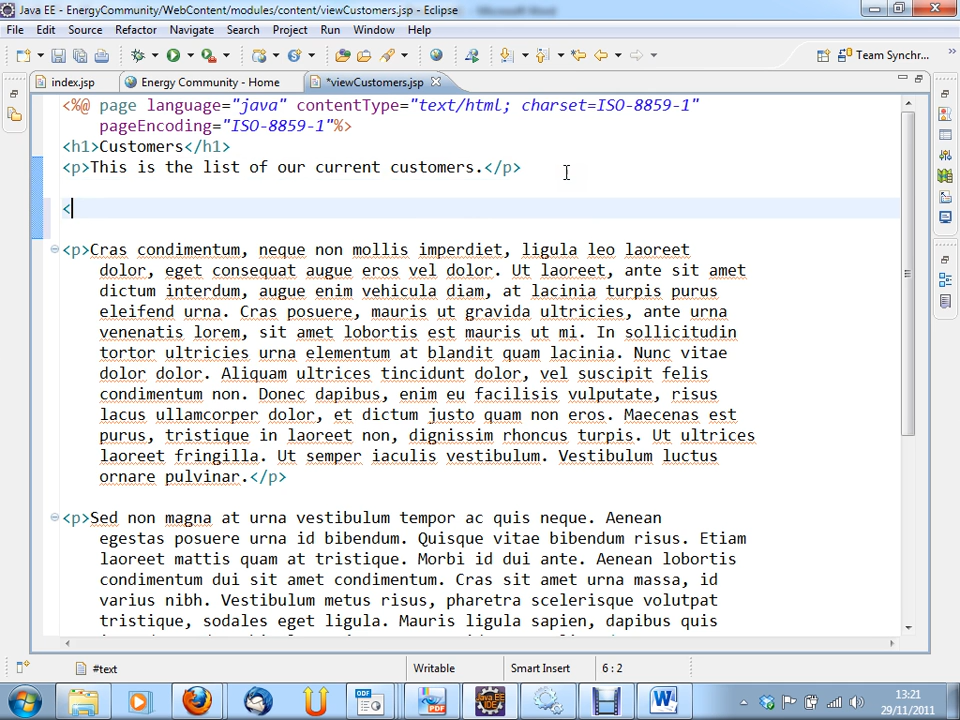 Java EE - EnergyCommunity/WebContent/modules/content/viewCustomers.jsp - Eclipse
File Edit Source Refactor Navigate Search Project Run Window Help
Team Synchr...
index.jsp Energy Community - Home *viewCustomers.jsp
<%@ page language="java" contentType="text/html; charset=ISO-8859-1"
pageEncoding="ISO-8859-1"%>
<h1>Customers</h1>
<p>This is the list of our current customers.</p>
<
<p>Cras condimentum, neque non mollis imperdiet, ligula leo laoreet
dolor, eget consequat augue eros vel dolor. Ut laoreet, ante sit amet
dictum interdum, augue enim vehicula diam, at lacinia turpis purus
eleifend urna. Cras posuere, mauris ut gravida ultricies, ante urna
venenatis lorem, sit amet lobortis est mauris ut mi. In sollicitudin
tortor ultricies urna elementum at blandit quam lacinia. Nunc vitae
dolor dolor. Aliquam ultrices tincidunt dolor, vel suscipit felis
condimentum non. Donec dapibus, enim eu facilisis vulputate, risus
lacus ullamcorper dolor, et dictum justo quam non eros. Maecenas est
purus, tristique in laoreet non, dignissim rhoncus turpis. Ut ultrices
laoreet fringilla. Ut semper iaculis vestibulum. Vestibulum luctus
ornare pulvinar.</p>
<p>Sed non magna at urna vestibulum tempor ac quis neque. Aenean
egestas posuere urna id bibendum. Quisque vitae bibendum risus. Etiam
laoreet mattis quam at tristique. Morbi id dui ante. Aenean lobortis
condimentum dui sit amet condimentum. Cras sit amet urna massa, id
varius nibh. Vestibulum metus risus, pharetra scelerisque volutpat
tristique, sodales eget ligula. Mauris ligula sapien, dapibus quis
#text Writable Smart Insert 6 : 2
13:21
29/11/2011